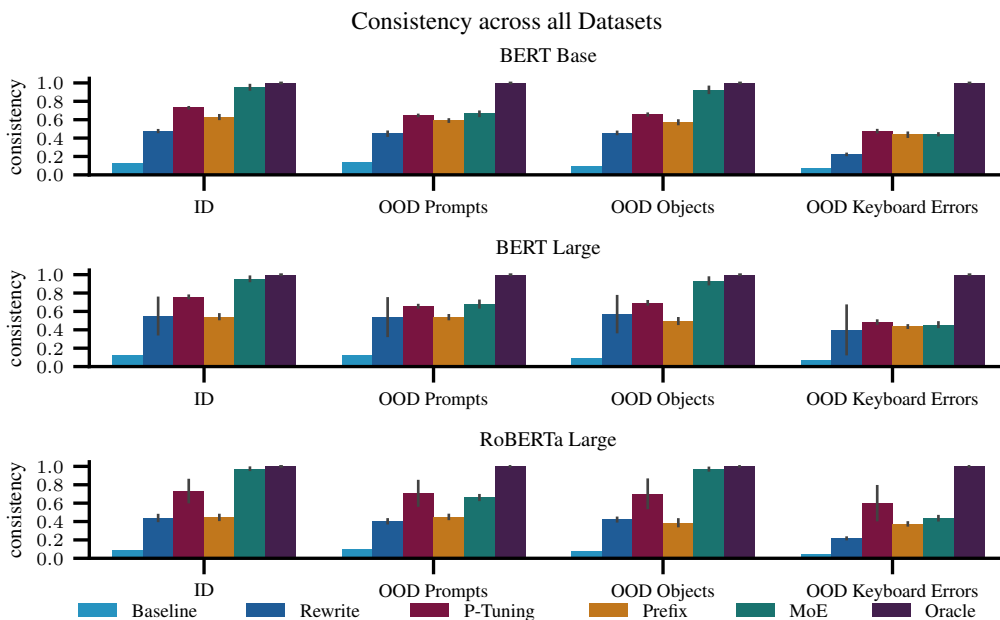 Consistency across all Datasets
BERT Base
consistency
1.0
0.8
0.6
0.4
0.2
0.0
ID
OOD Prompts
OOD Objects
OOD Keyboard Errors
BERT Large
consistency
1.0
0.8
0.6
0.4
0.2
0.0
ID
OOD Prompts
OOD Objects
OOD Keyboard Errors
RoBERTa Large
consistency
1.0
0.8
0.6
0.4
0.2
0.0
ID
OOD Prompts
OOD Objects
OOD Keyboard Errors
Baseline
Rewrite
P-Tuning
Prefix
MoE
Oracle